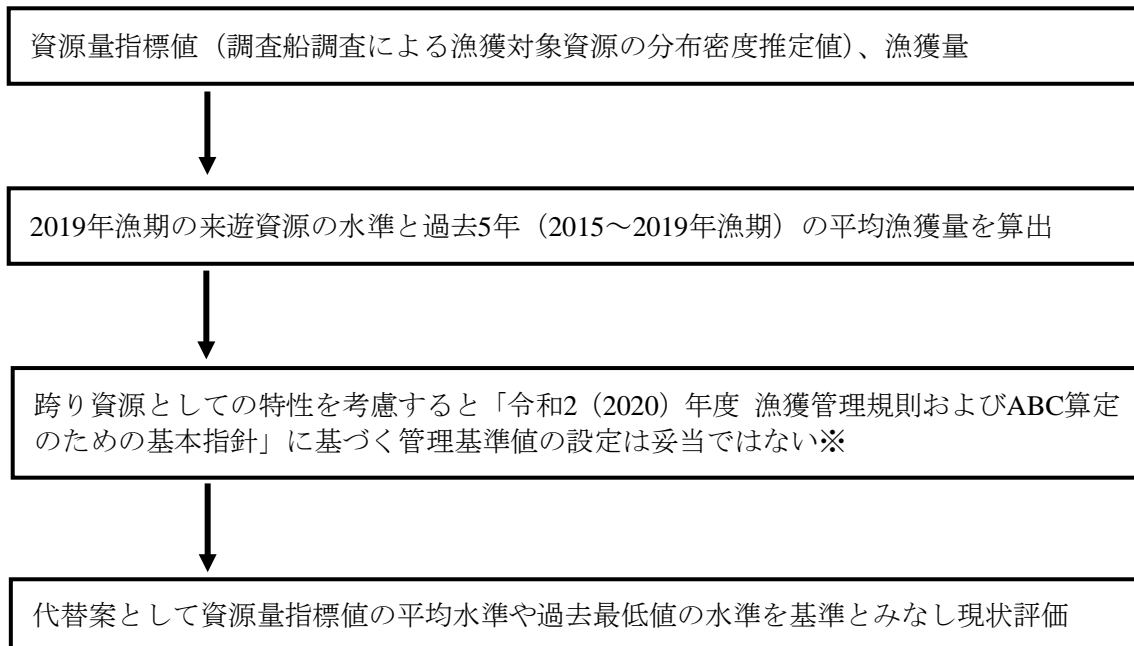 資源量指標値（調査船調査による漁獲対象資源の分布密度推定値）、漁獲量
2019年漁期の来遊資源の水準と過去5年（2015～2019年漁期）の平均漁獲量を算出
跨り資源としての特性を考慮すると「令和2（2020）年度 漁獲管理規則およびABC算定
のための基本指針」に基づく管理基準値の設定は妥当ではない※
代替案として資源量指標値の平均水準や過去最低値の水準を基準とみなし現状評価